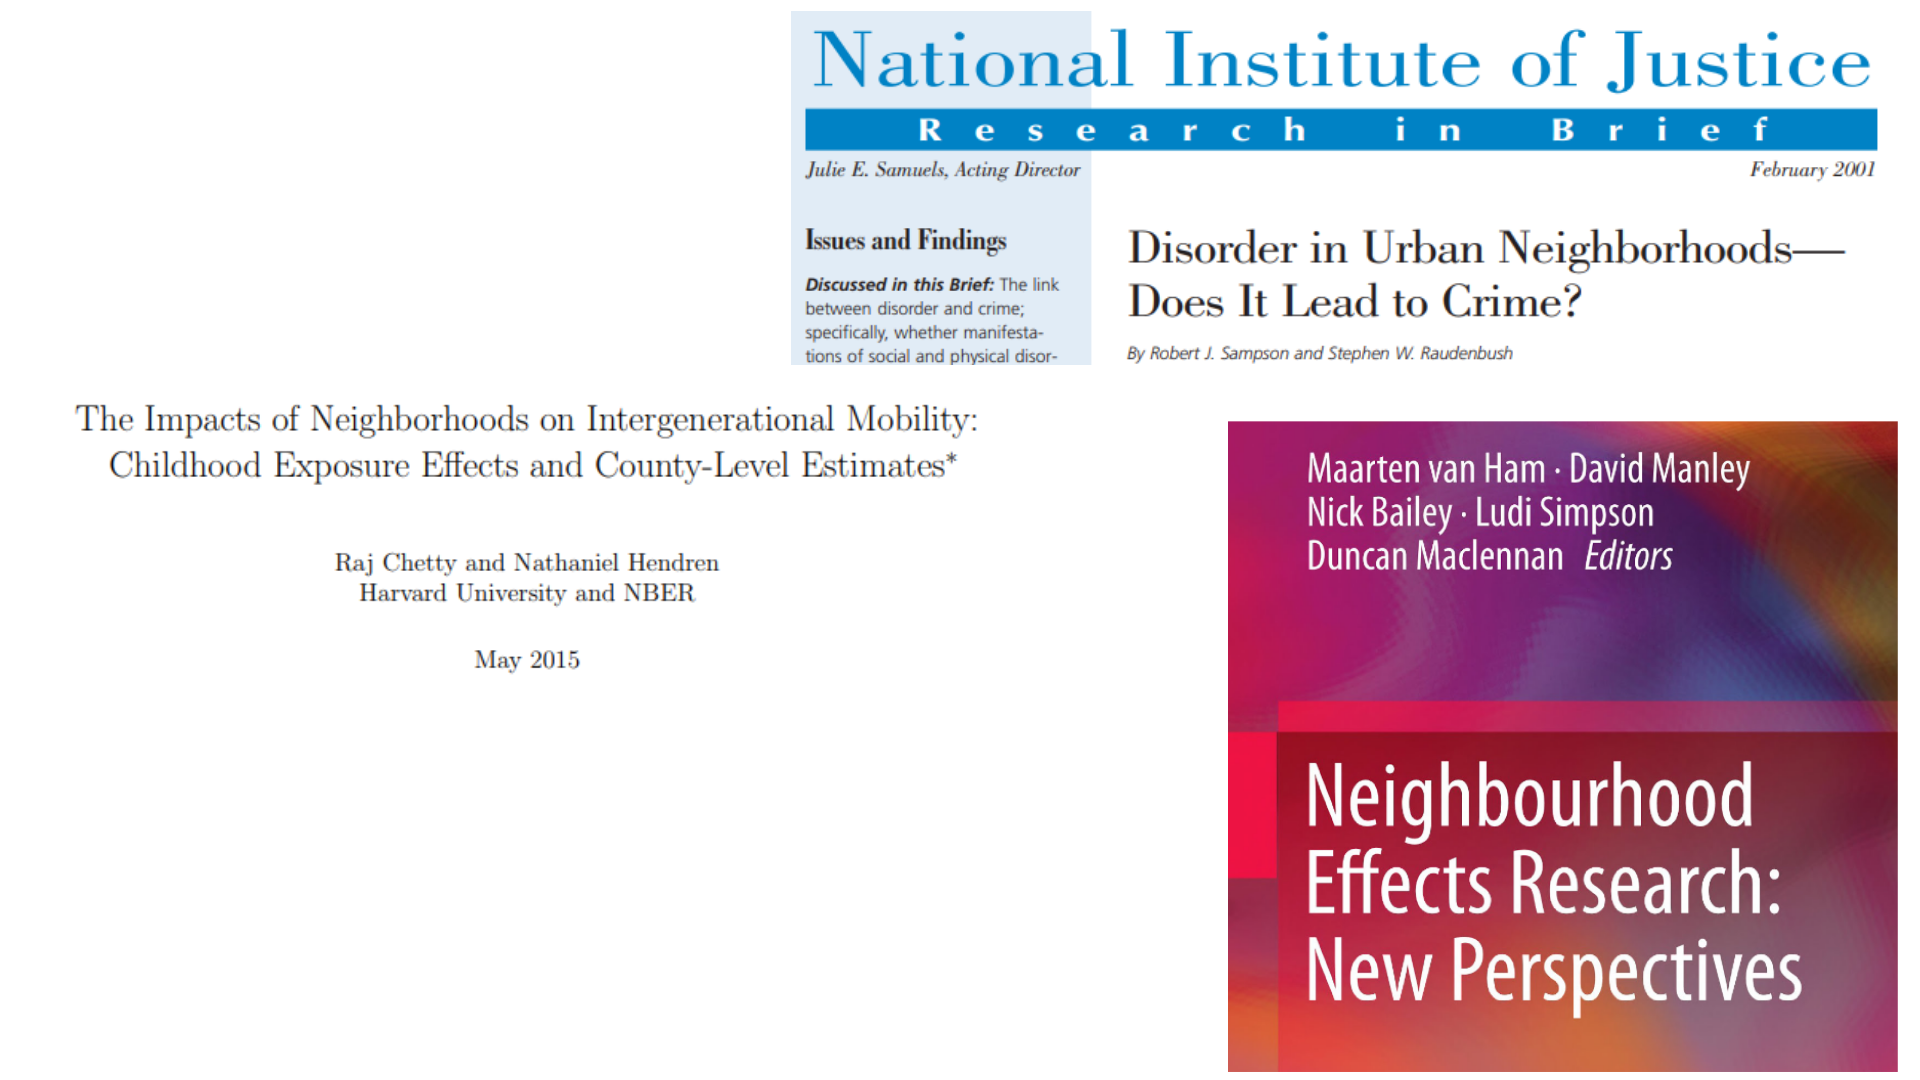 National Institute of Justice
Research in Brief
Julie E. Samuels, Acting Director
February 2001
Issues and Findings
Discussed in this Brief: The link
between disorder and crime;
specifically, whether manifesta-
tions of social and physical disor-
Disorder in Urban Neighborhoods—
Does It Lead to Crime?
By Robert J. Sampson and Stephen W. Raudenbush
The Impacts of Neighborhoods on Intergenerational Mobility:
Childhood Exposure Effects and County-Level Estimates*
Raj Chetty and Nathaniel Hendren
Harvard University and NBER
May 2015
Maarten van Ham · David Manley
Nick Bailey · Ludi Simpson
Duncan Maclennan Editors
Neighbourhood
Effects Research:
New Perspectives